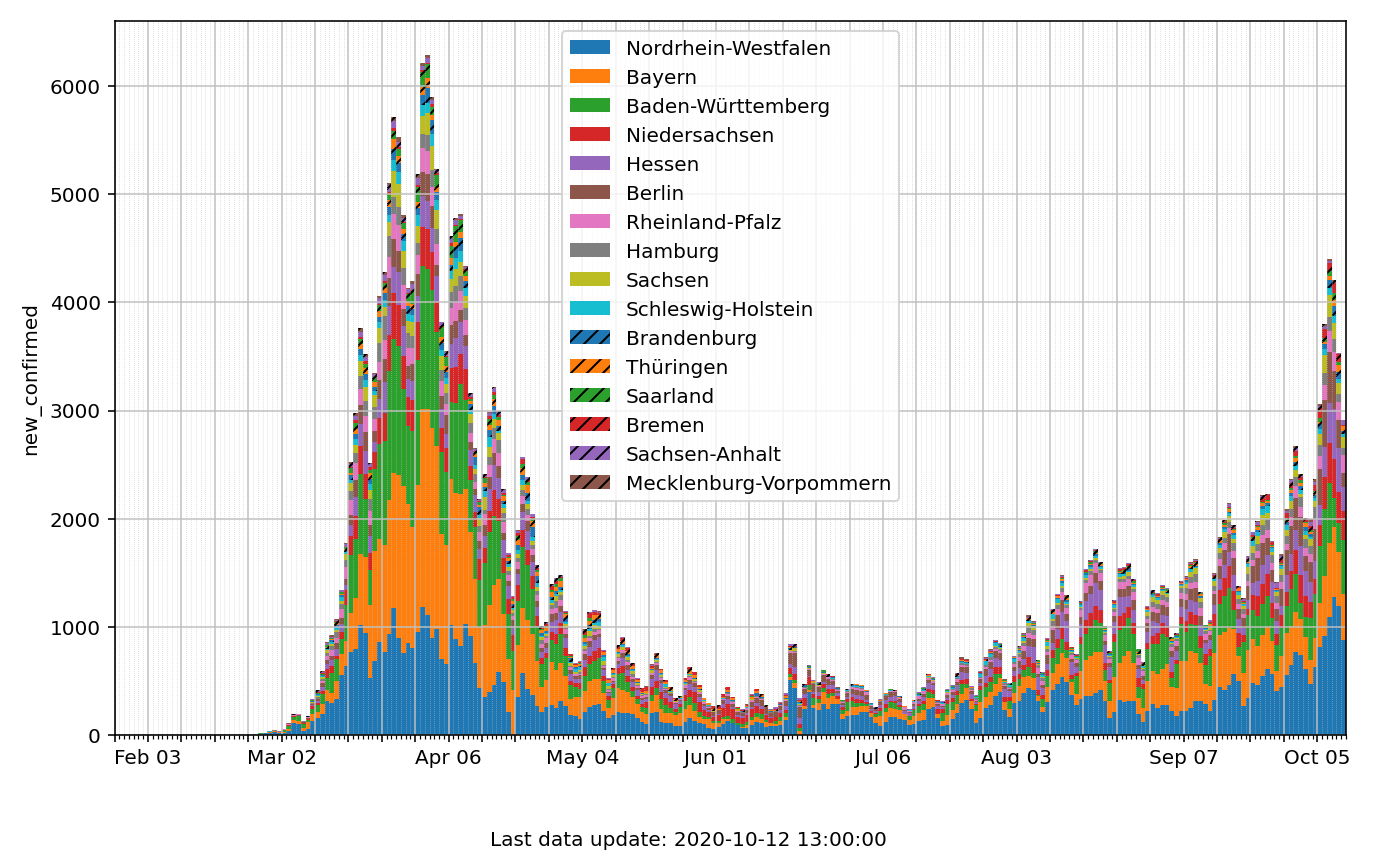 new_confirmed
6000
5000
4000
3000
2000
1000
0
Nordrhein-Westfalen
Bayern
Baden-Württemberg
Niedersachsen
Hessen
Berlin
Rheinland-Pfalz
Hamburg
Sachsen
Schleswig-Holstein
Brandenburg
Thüringen
Saarland
Bremen
Sachsen-Anhalt
Mecklenburg-Vorpommern
Feb 03 Mar 02 Apr 06 May 04 Jun 01 Jul 06 Aug 03 Sep 07 Oct 05
Last data update: 2020-10-12 13:00:00